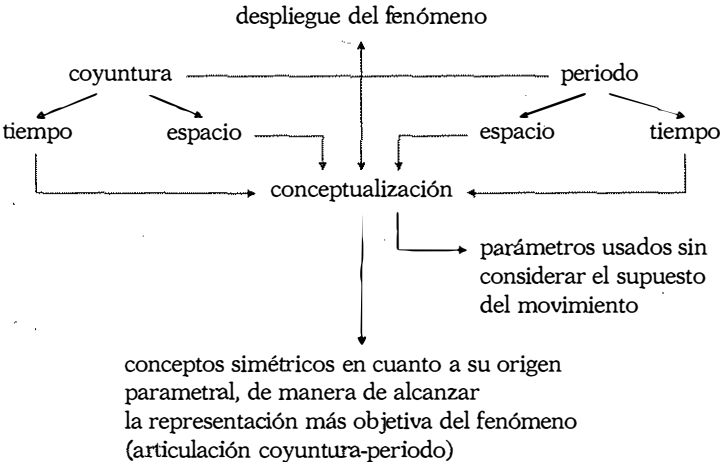 despliegue del fenómeno
coyuntura periodo
tiempo espacio espacio tiempo
conceptualización
parámetros usados sin
considerar el supuesto
del movimiento
conceptos simétricos en cuanto a su origen
parametral, de manera de alcanzar
la representación más objetiva del fenómeno
(articulación coyuntura-periodo)